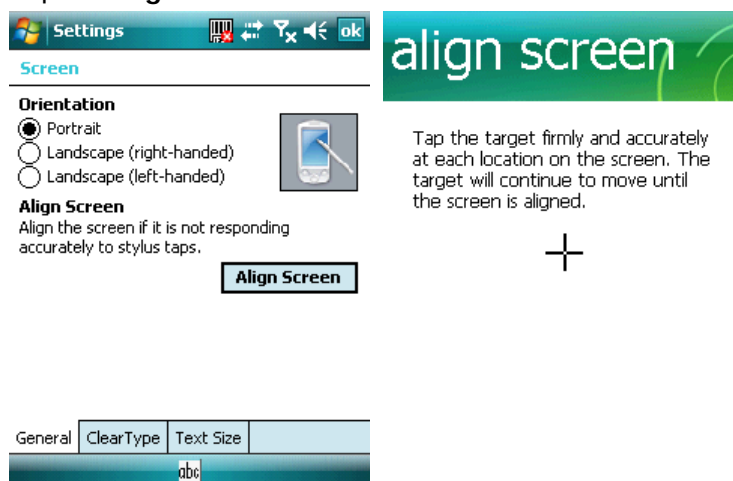 Settings
ok
Screen
Orientation
Portrait
Landscape (right-handed)
Landscape (left-handed)
Align Screen
Align the screen if it is not responding
accurately to stylus taps.
Align Screen
General ClearType Text Size
abc
align screen
Tap the target firmly and accurately
at each location on the screen. The
target will continue to move until
the screen is aligned.